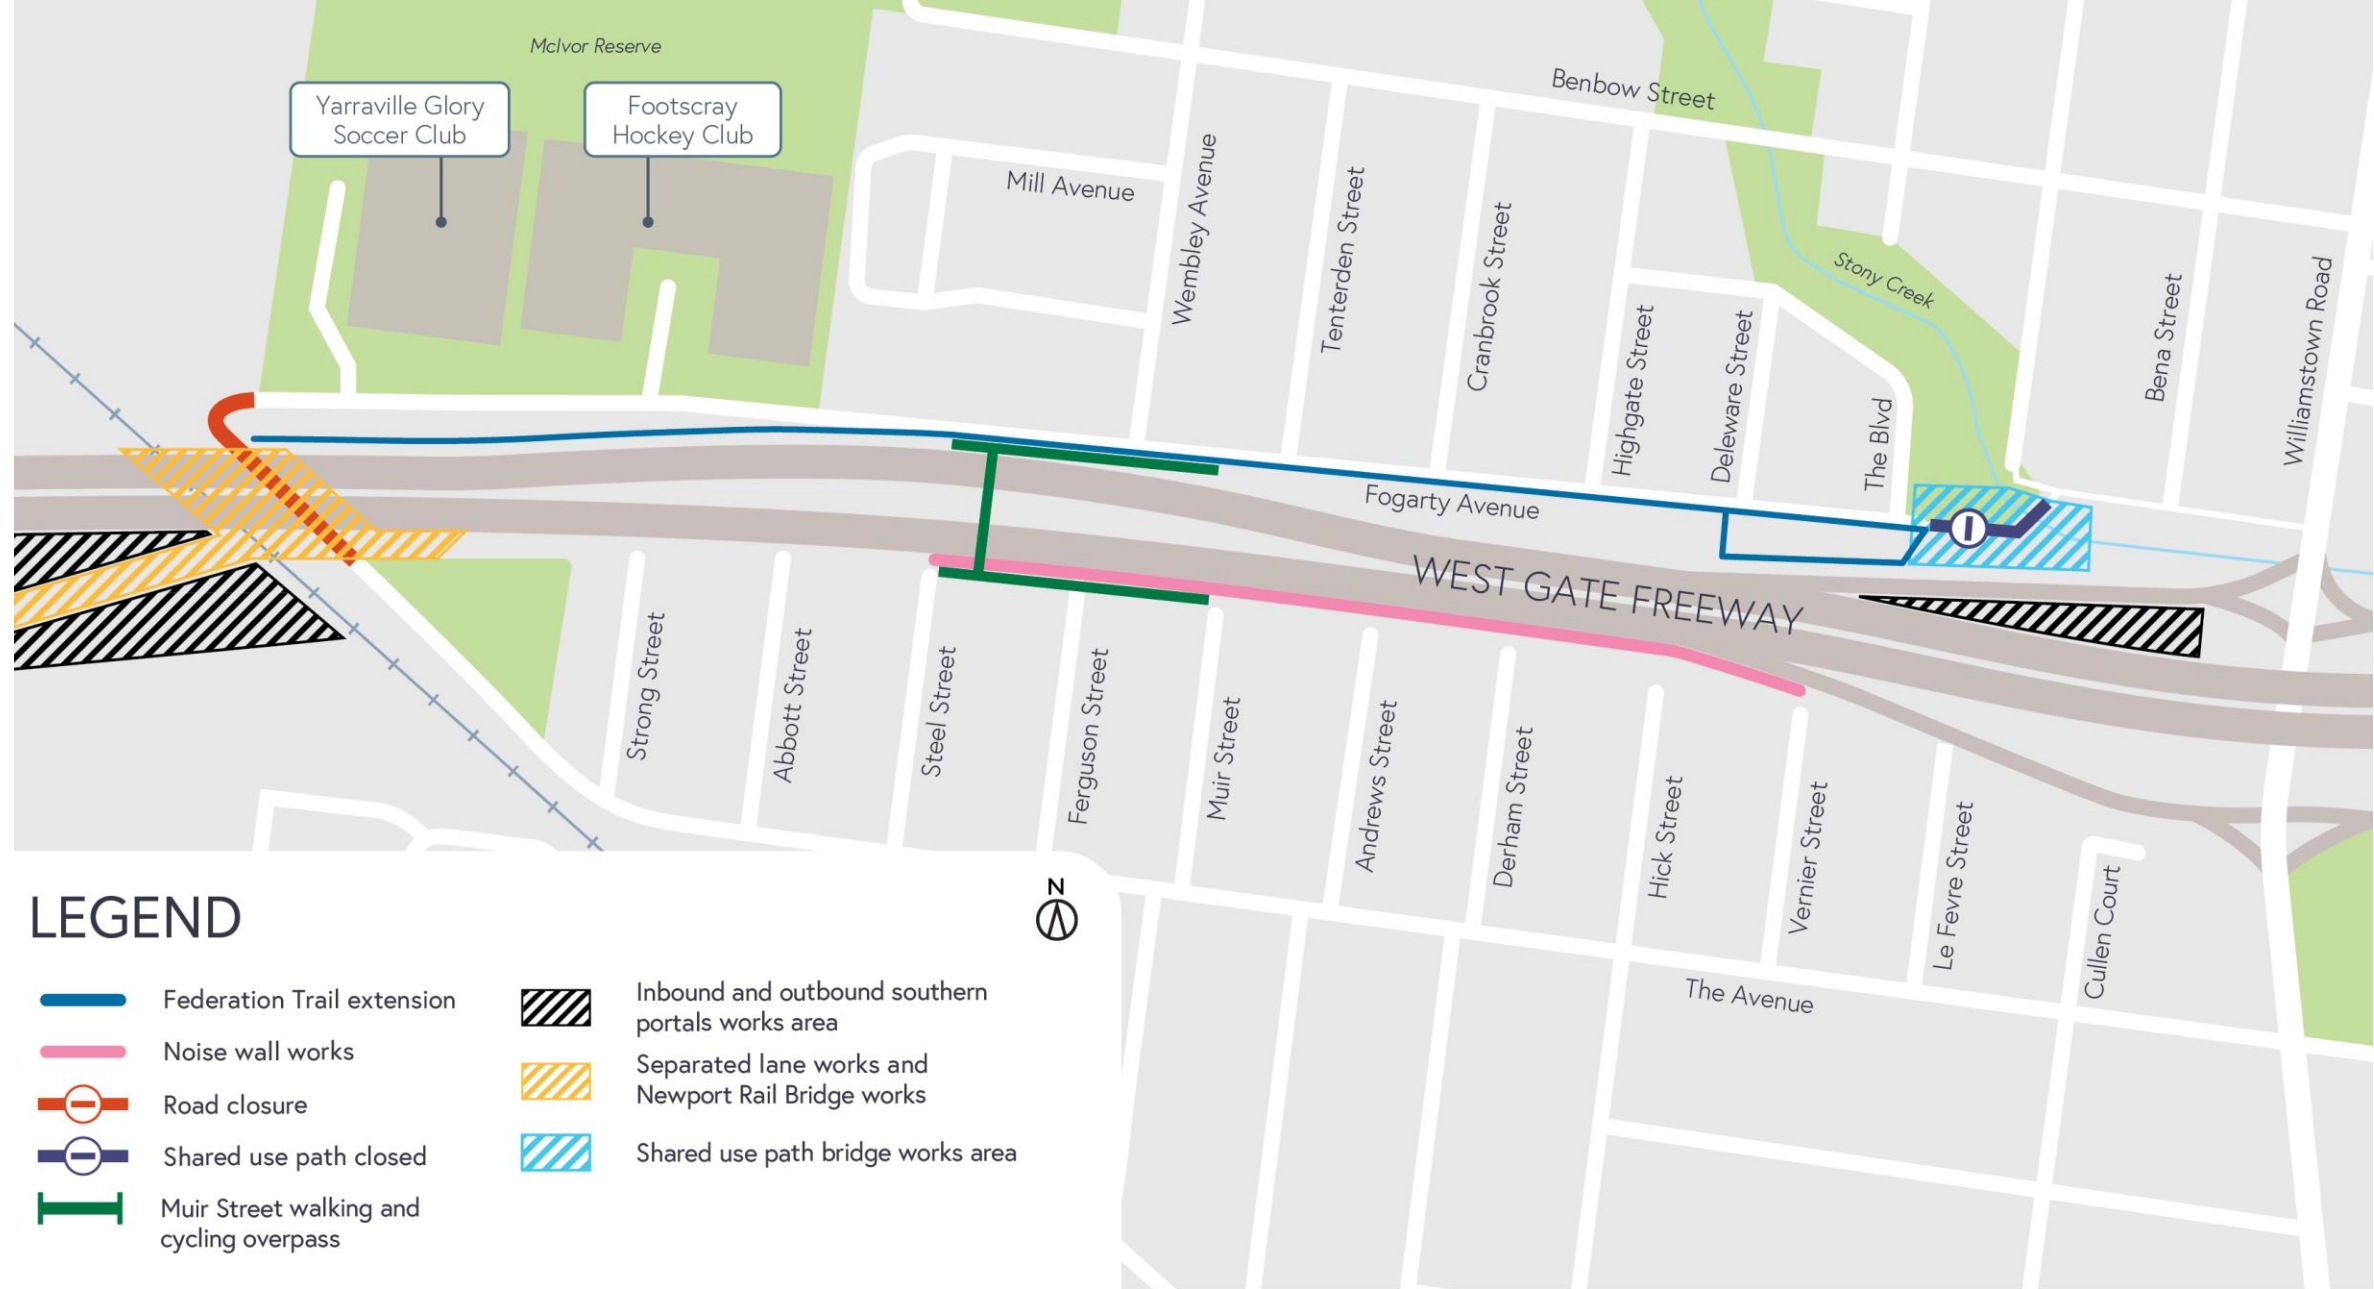 McIvor Reserve
Yarraville Glory
Soccer Club
Footscray
Hockey Club
Benbow Street
Mill Avenue
Wembley Avenue
Tenterden Street
Cranbrook Street
Highgate Street
Deleware Street
The Blvd
Stony Creek
Bena Street
Williamstown Road
Fogarty Avenue
WEST GATE FREEWAY
Strong Street
Abbott Street
Steel Street
Ferguson Street
Muir Street
Andrews Street
Derham Street
Hick Street
Vernier Street
Le Fevre Street
Cullen Court
The Avenue
N
LEGEND
Federation Trail extension
Noise wall works
Road closure
Shared use path closed
Muir Street walking and
cycling overpass
Inbound and outbound southern
portals works area
Separated lane works and
Newport Rail Bridge works
Shared use path bridge works area